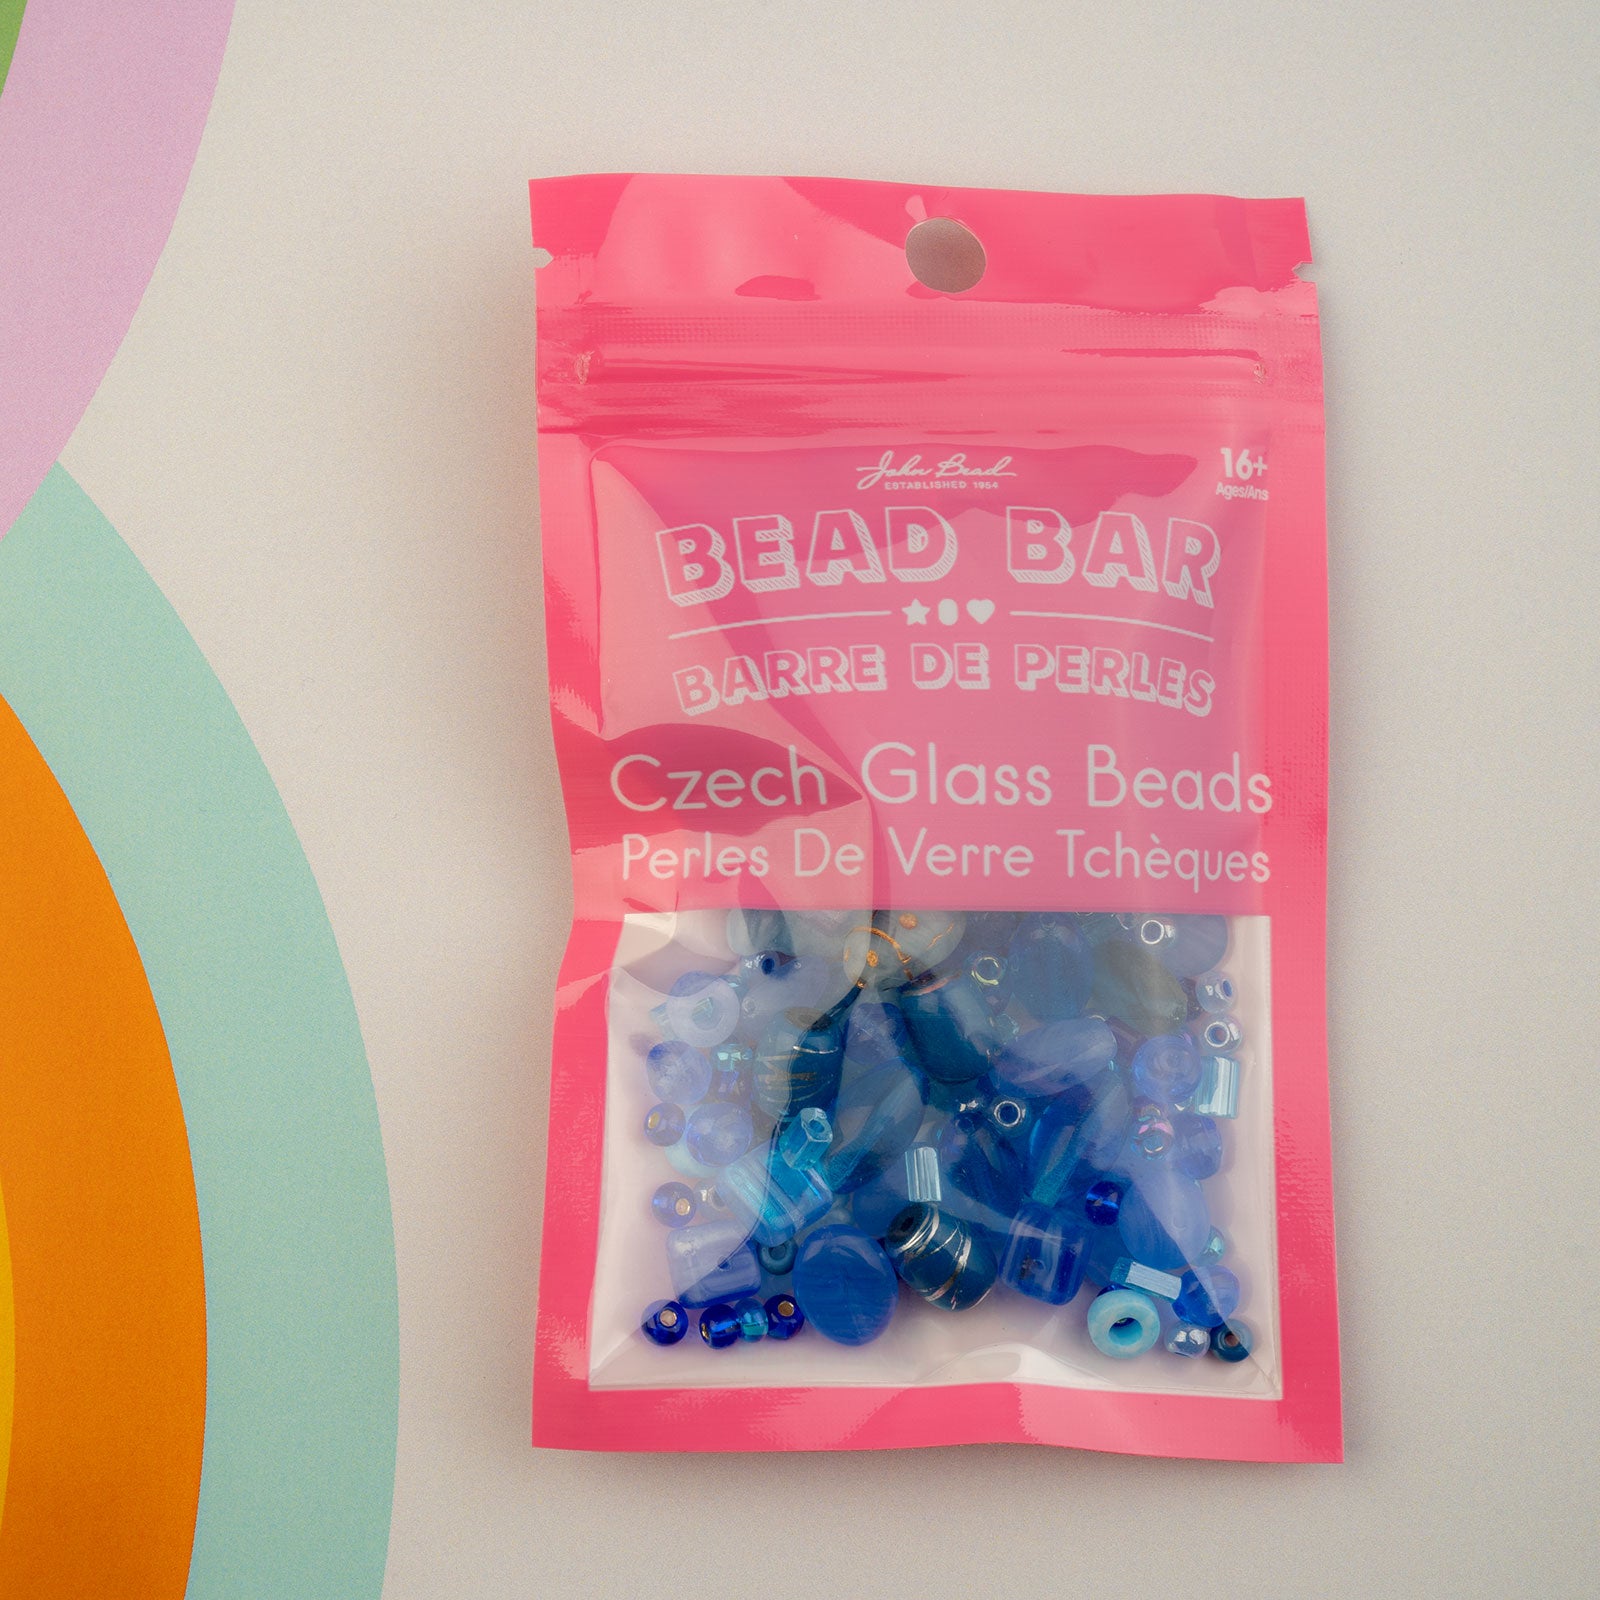 John Bead
ESTABLISHED 1954
16+
Ages/Ans
BEAD BAR
BARRE DE PERLES
Czech Glass Beads
Perles De Verre Tchèques